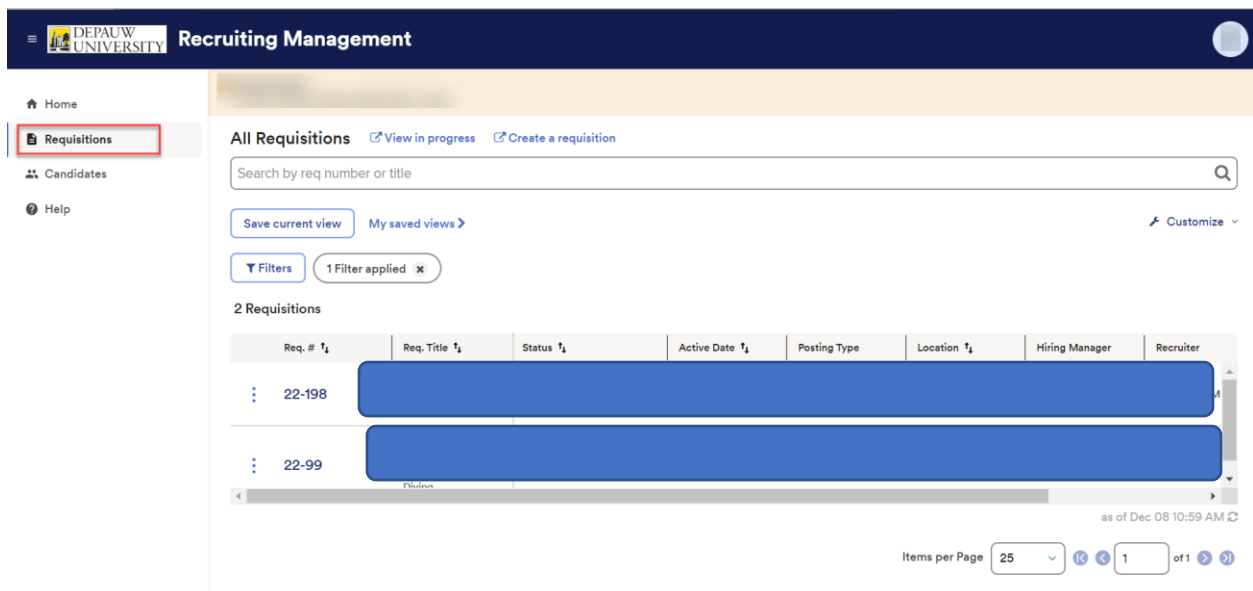 ≡ DEPAUW UNIVERSITY Recruiting Management
Home
Requisitions
Candidates
Help
All Requisitions View in progress Create a requisition
Search by req number or title
Save current view My saved views Customize
Filters 1 Filter applied x
2 Requisitions
Req. # Req. Title Status Active Date Posting Type Location Hiring Manager Recruiter
22-198
22-99
Diving
as of Dec 08 10:59 AM
Items per Page 25 1 of 1